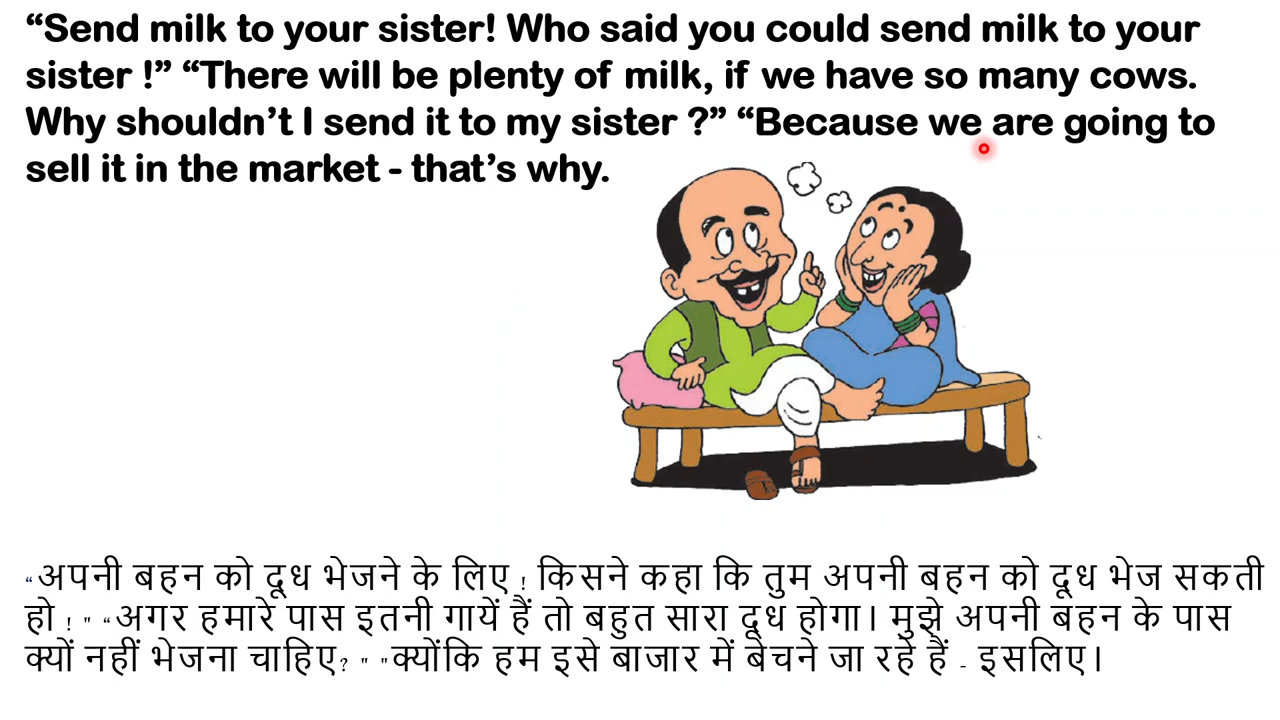 “Send milk to your sister! Who said you could send milk to your
sister !” “There will be plenty of milk, if we have so many cows.
Why shouldn’t I send it to my sister ?” “Because we are going to
sell it in the market - that’s why.
“अपनी बहन को दूध भेजने के लिए ! किसने कहा कि तुम अपनी बहन को दूध भेज सकती
हो ! " “अगर हमारे पास इतनी गायें हैं तो बहुत सारा दूध होगा। मुझे अपनी बहन के पास
क्यों नहीं भेजना चाहिए? " "क्योंकि हम इसे बाजार में बेचने जा रहे हैं - इसलिए।